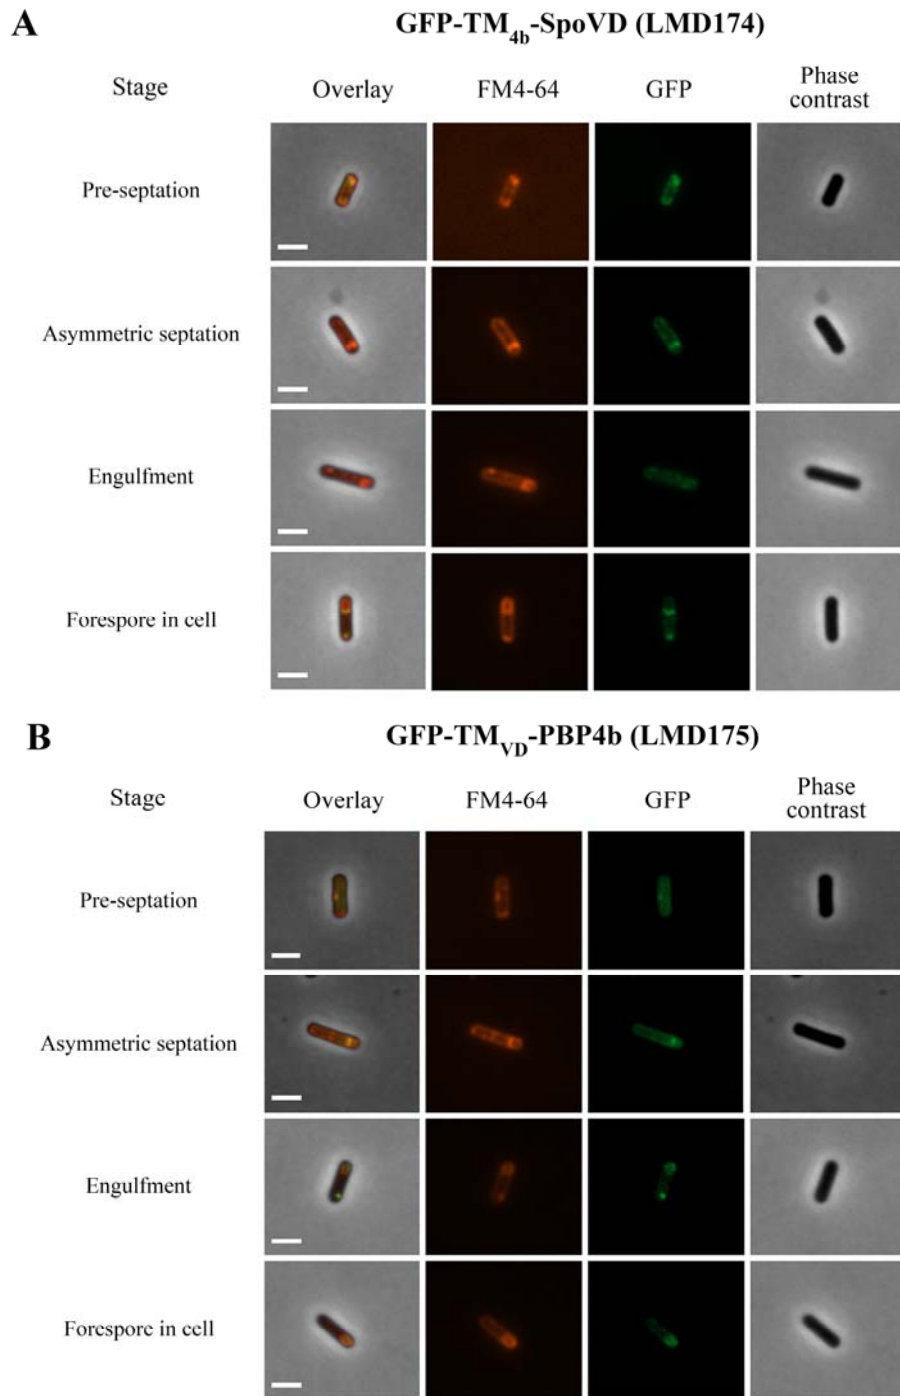 A
GFP-TM4b-SpoVD (LMD174)
Stage
Overlay
FM4-64
GFP
Phase
contrast
Pre-septation
Asymmetric septation
Engulfment
Forespore in cell
B
GFP-TMVD-PBP4b (LMD175)
Stage
Overlay
FM4-64
GFP
Phase
contrast
Pre-septation
Asymmetric septation
Engulfment
Forespore in cell